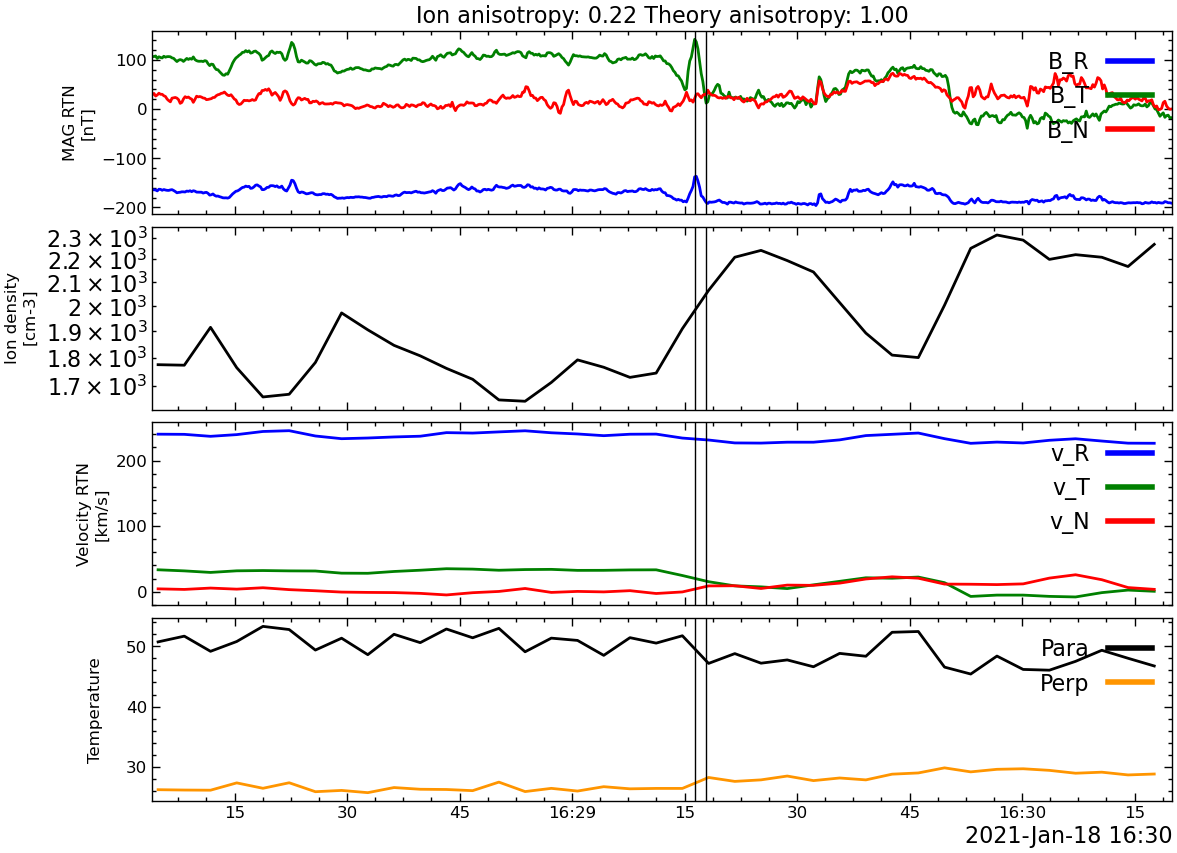 Ion anisotropy: 0.22 Theory anisotropy: 1.00
MAG RTN
[nT]
100
0
−100
−200
B_R
B_T
B_N
Ion density
[cm-3]
2.3 × 10³
2.2 × 10³
2.1 × 10³
2 × 10³
1.9 × 10³
1.8 × 10³
1.7 × 10³
Velocity RTN
[km/s]
200
100
0
v_R
v_T
v_N
Temperature
50
40
30
Para
Perp
15 30 45 16:29 15 30 45 16:30 15
2021-Jan-18 16:30